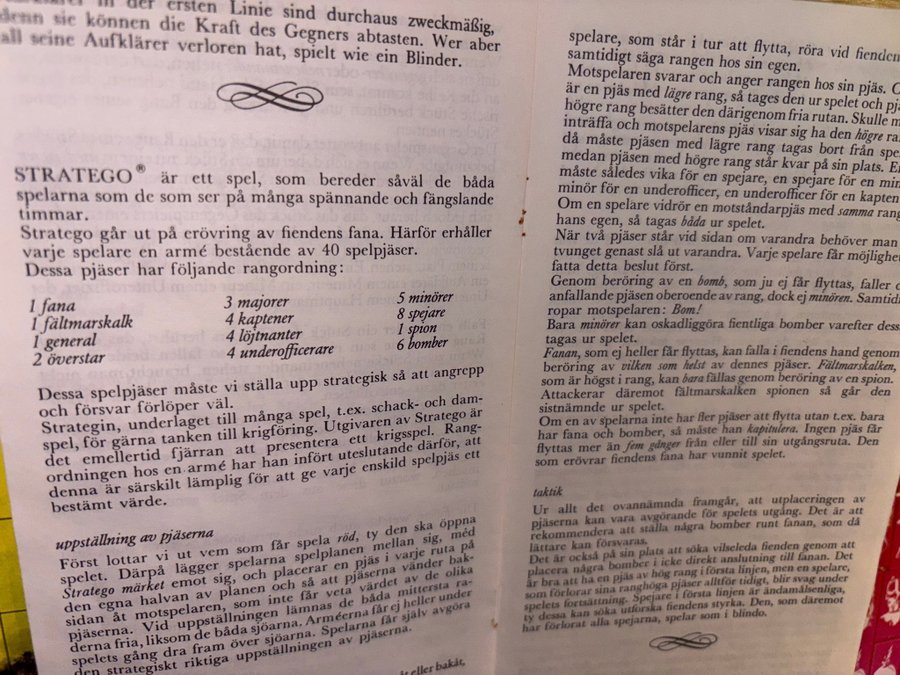 in der ersten Linie sind durchaus zweckmäßig,
denn sie können die Kraft des Gegners abtasten. Wer aber
all seine Aufklärer verloren hat, spielt wie ein Blinder.
STRATEGO® är ett spel, som bereder såväl de båda
spelarna som de som ser på många spännande och fängslande
timmar.
Stratego går ut på erövring av fiendens fana. Härför erhåller
varje spelare en armé bestående av 40 spelpjäser.
Dessa pjäser har följande rangordning:
1 fana 3 majorer 5 minörer
1 fältmarskalk 4 kaptener 8 spejare
1 general 4 löjtnanter 1 spion
2 överstar 4 underofficerare 6 bomber
Dessa spelpjäser måste vi ställa upp strategisk så att angrepp
och försvar förlöper väl.
Strategin, underlaget till många spel, t.ex. schack- och dam-
spel, för gärna tanken till krigföring. Utgivaren av Stratego är
det emellertid fjärran att presentera ett krigsspel. Rang-
ordningen hos en armé har han infört uteslutande därför, att
denna är särskilt lämplig för att ge varje enskild spelpjäs ett
bestämt värde.
uppställning av pjäserna
Först lottar vi ut vem som får spela röd, ty den ska öppna
spelet. Därpå lägger spelarna spelplanen mellan sig, méd
Stratego märket emot sig, och placerar en pjäs i varje ruta på
den egna halvan av planen och så att pjäserna vänder bak-
sidan åt motspelaren, som inte får veta värdet av de olika
pjäserna. Vid uppställningen lämnas de båda mittersta ra-
derna fria, liksom de båda sjöarna. Arméerna får ej heller under
spelets gång dra fram över sjöarna. Spelarna får själv avgöra
den strategiskt riktiga uppställningen av pjäserna.
eller bakåt,
spelare, som står i tur att flytta, röra vid fienden
samtidigt säga rangen hos sin egen.
Motspelaren svarar och anger rangen hos sin pjäs.
är en pjäs med lägre rang, så tages den ur spelet och
högre rang besätter den därigenom fria rutan. Skulle
inträffa och motspelarens pjäs visar sig ha den högre
då måste pjäsen med lägre rang tagas bort från
medan pjäsen med högre rang står kvar på sin plats.
måste således vika för en spejare, en spejare för en
minör för en underofficer, en underofficer för en
Om en spelare vidrör en motståndarpjäs med samma
hans egen, så tagas båda ur spelet.
När två pjäser står vid sidan om varandra behöver man
tvunget genast slå ut varandra. Varje spelare får
fatta detta beslut först.
Genom beröring av en bomb, som ju ej får flyttas, faller
anfallande pjäsen oberoende av rang, dock ej minören.
ropar motspelaren: Bom!
Bara minörer kan oskadliggöra fientliga bomber varefter
tagas ur spelet.
Fanan, som ej heller får flyttas, kan falla i fiendens hand genom
beröring av vilken som helst av dennes pjäser. Fältmarskalken,
som är högst i rang, kan bara fällas genom beröring av en spion.
Attackerar däremot fältmarskalken spionen så går den
sistnämnde ur spelet.
Om en av spelarna inte har fler pjäser att flytta utan t.ex. bara
har fana och bomber, så måste han kapitulera. Ingen pjäs får
flyttas mer än fem gånger från eller till sin utgångsruta. Den
som erövrar fiendens fana har vunnit spelet.
taktik
Ur allt det ovannämnda framgår, att utplaceringen av
pjäserna kan vara avgörande för spelets utgång. Det är att
rekommendera att ställa några bomber runt fanan, som då
lättare kan försvaras.
Det är också på sin plats att söka vilseleda fienden genom att
placera några bomber i icke direkt anslutning till fanan. Det
är bra att ha en pjäs av hög rang i första linjen, men en spelare,
som förlorar sina ranghöga pjäser alltför tidigt, blir svag under
spelets fortsättning. Spejare i första linjen är ändamålsenliga,
ty dessa kan söka utforska fiendens styrka. Den, som däremot
har förlorat alla spejarna, spelar som i blindo.